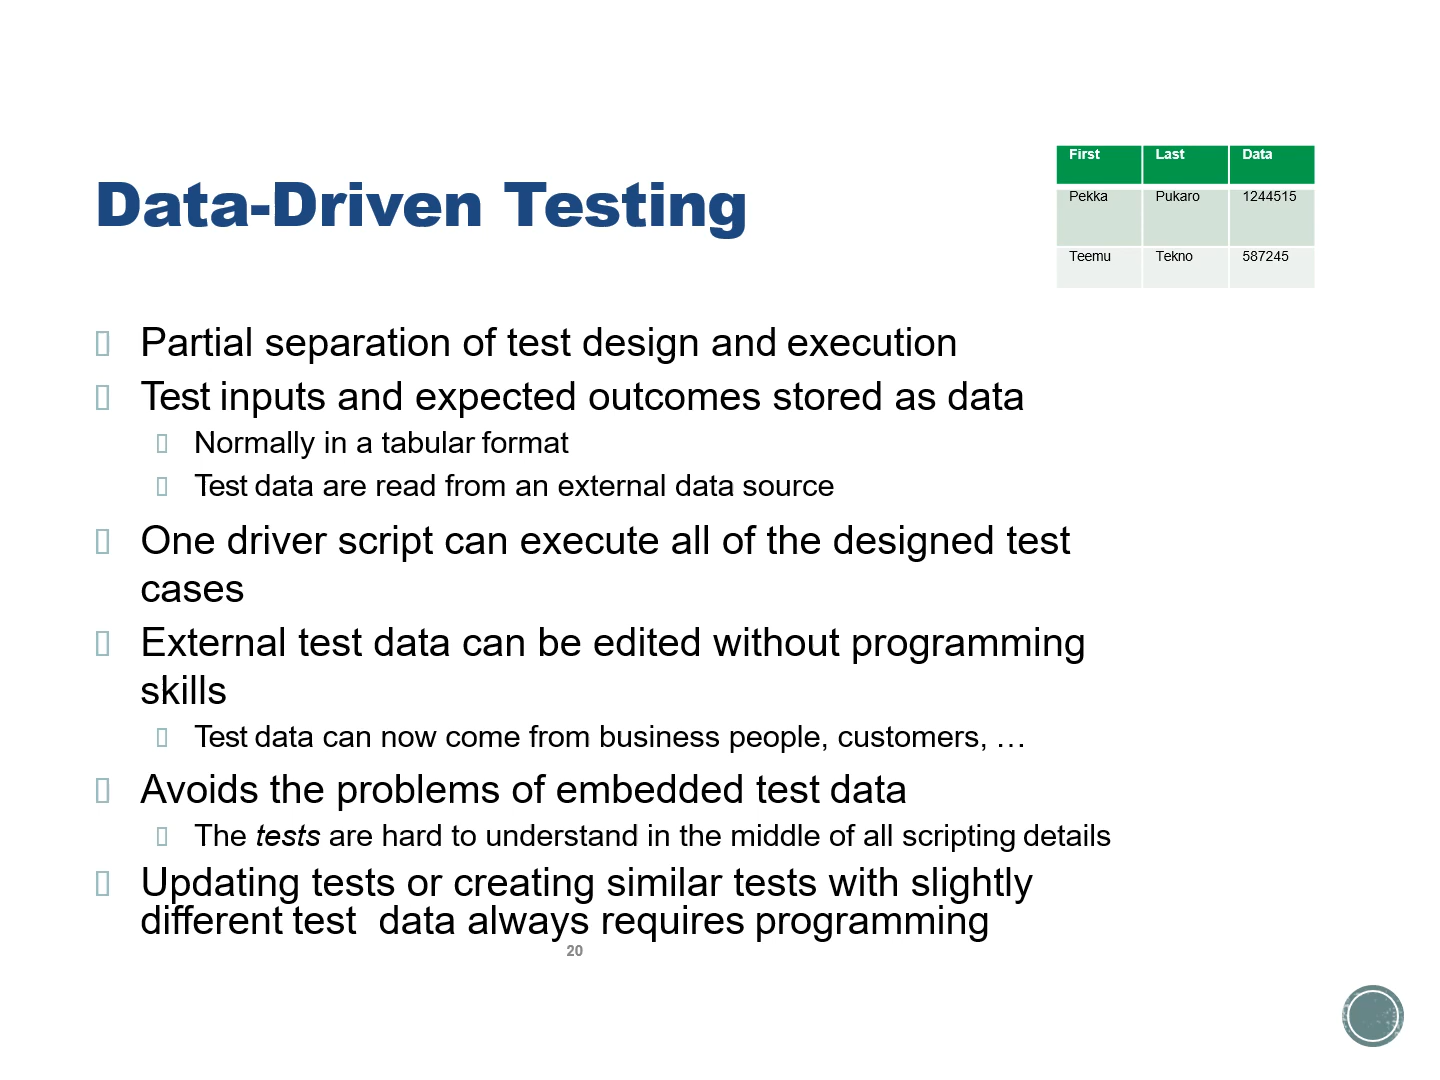 Data-Driven Testing
First Last Data
Pekka Pukaro 1244515
Teemu Tekno 587245
Partial separation of test design and execution
Test inputs and expected outcomes stored as data
Normally in a tabular format
Test data are read from an external data source
One driver script can execute all of the designed test
cases
External test data can be edited without programming
skills
Test data can now come from business people, customers, …
Avoids the problems of embedded test data
The tests are hard to understand in the middle of all scripting details
Updating tests or creating similar tests with slightly
different test data always requires programming
20